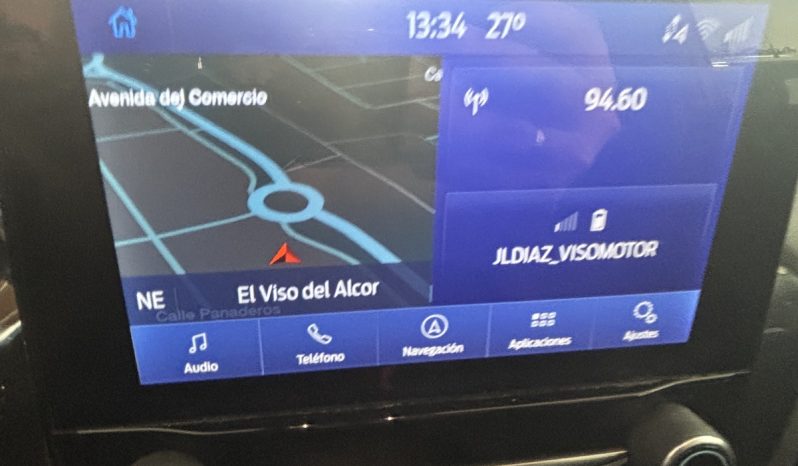 13:34 27º
Ca
Avenida del Comercio
94.60
JLDIAZ_VISOMOTOR
NE
El Viso del Alcor
Calle Panaderos
Audio
Teléfono
Navegación
Aplicaciones
Ajustes